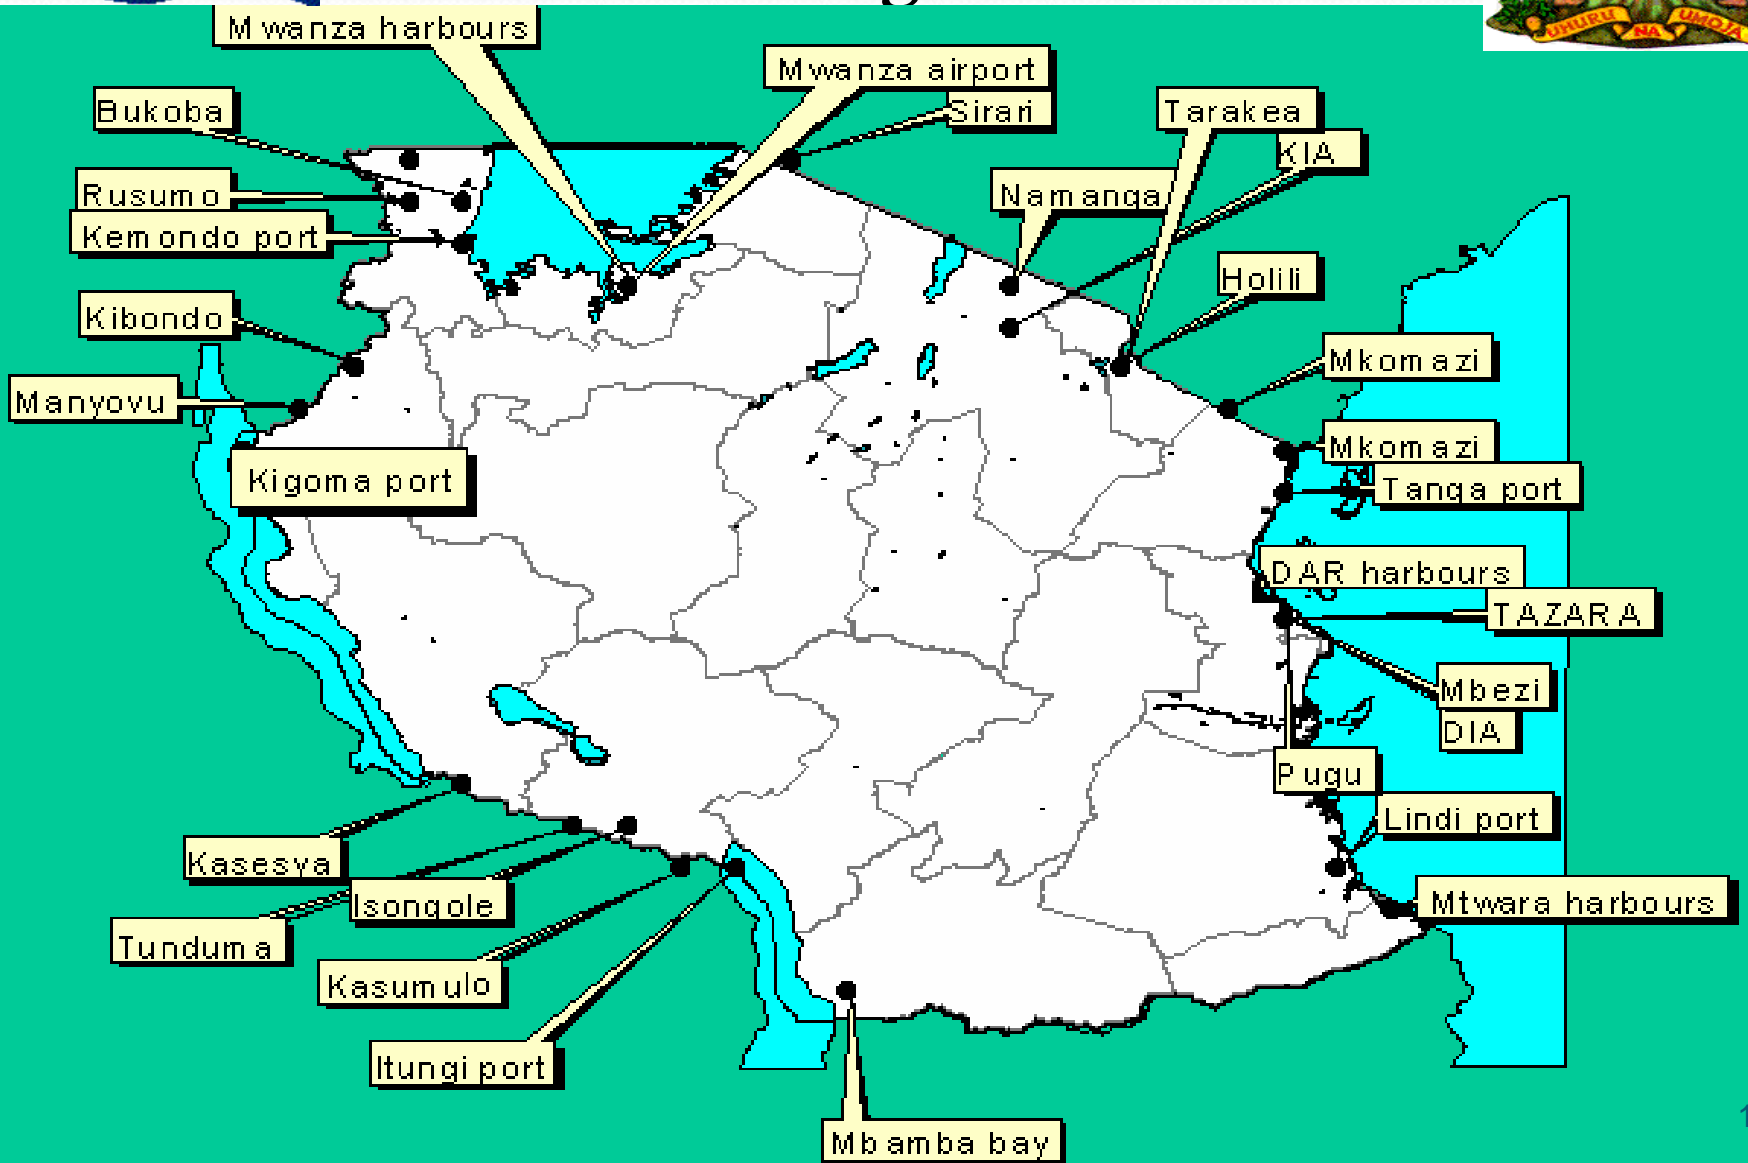 UHURU NA UMOJA
Mwanza harbours
Mwanza airport
Bukoba
Sirari
Tarakea
KIA
Rusumo
Namanga
Kemondo port
Holili
Kibondo
Mkomazi
Manyovu
Mkomazi
Kigoma port
Tanga port
DAR harbours
TAZARA
Mbezi
DIA
Pugu
Lindi port
Kasesya
Isongole
Mtwara harbours
Tunduma
Kasumulo
Itungi port
Mbamba bay